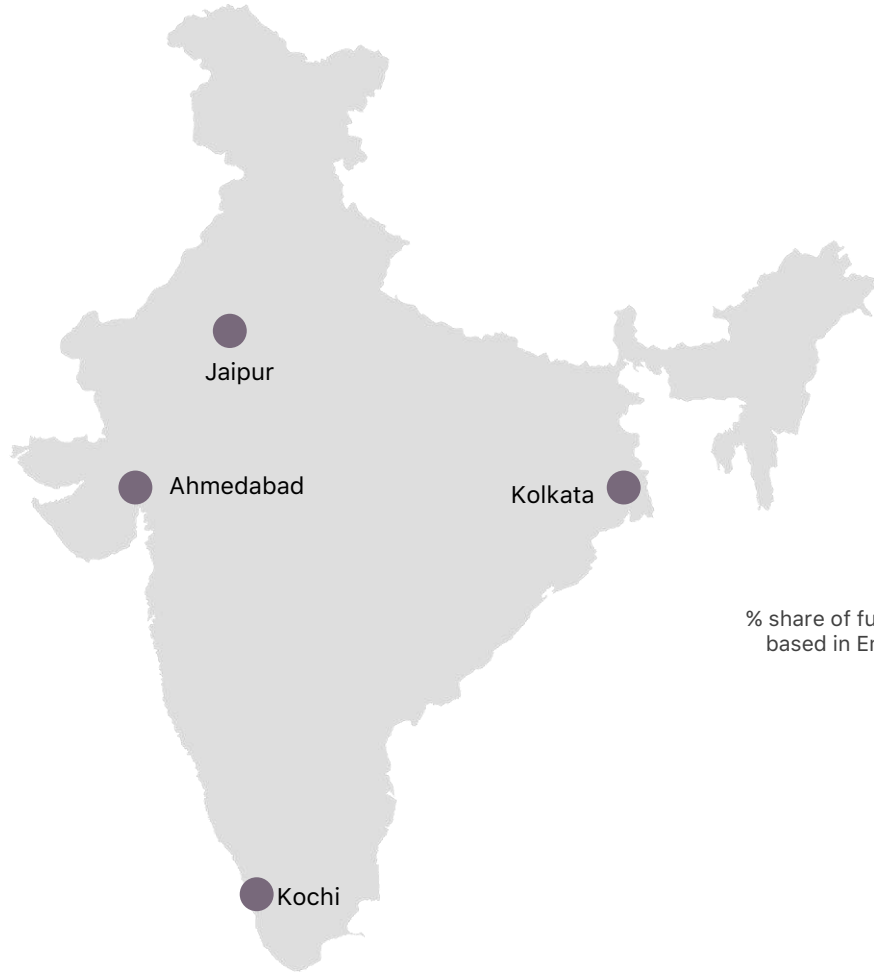 Jaipur
Ahmedabad
Kolkata
% share of
based in
Kochi